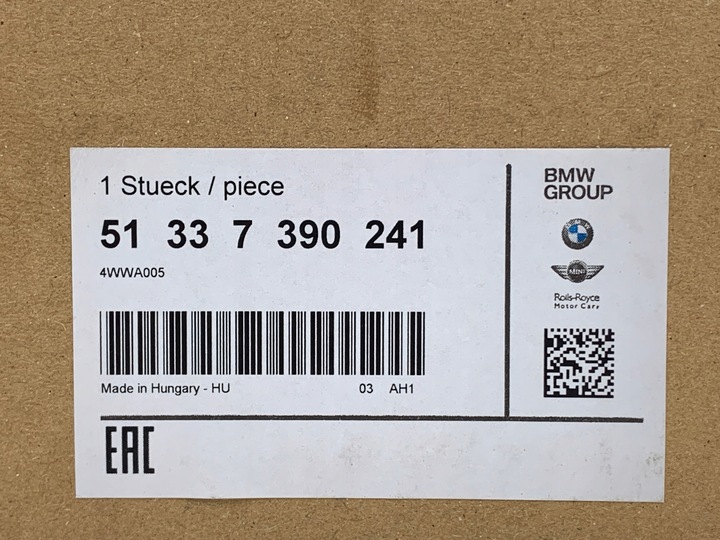 1 Stueck / piece
51 33 7 390 241
4WWA005
Made in Hungary - HU 03 AH1
EAC
BMW
GROUP
MINI
Rolls-Royce
Motor Cars